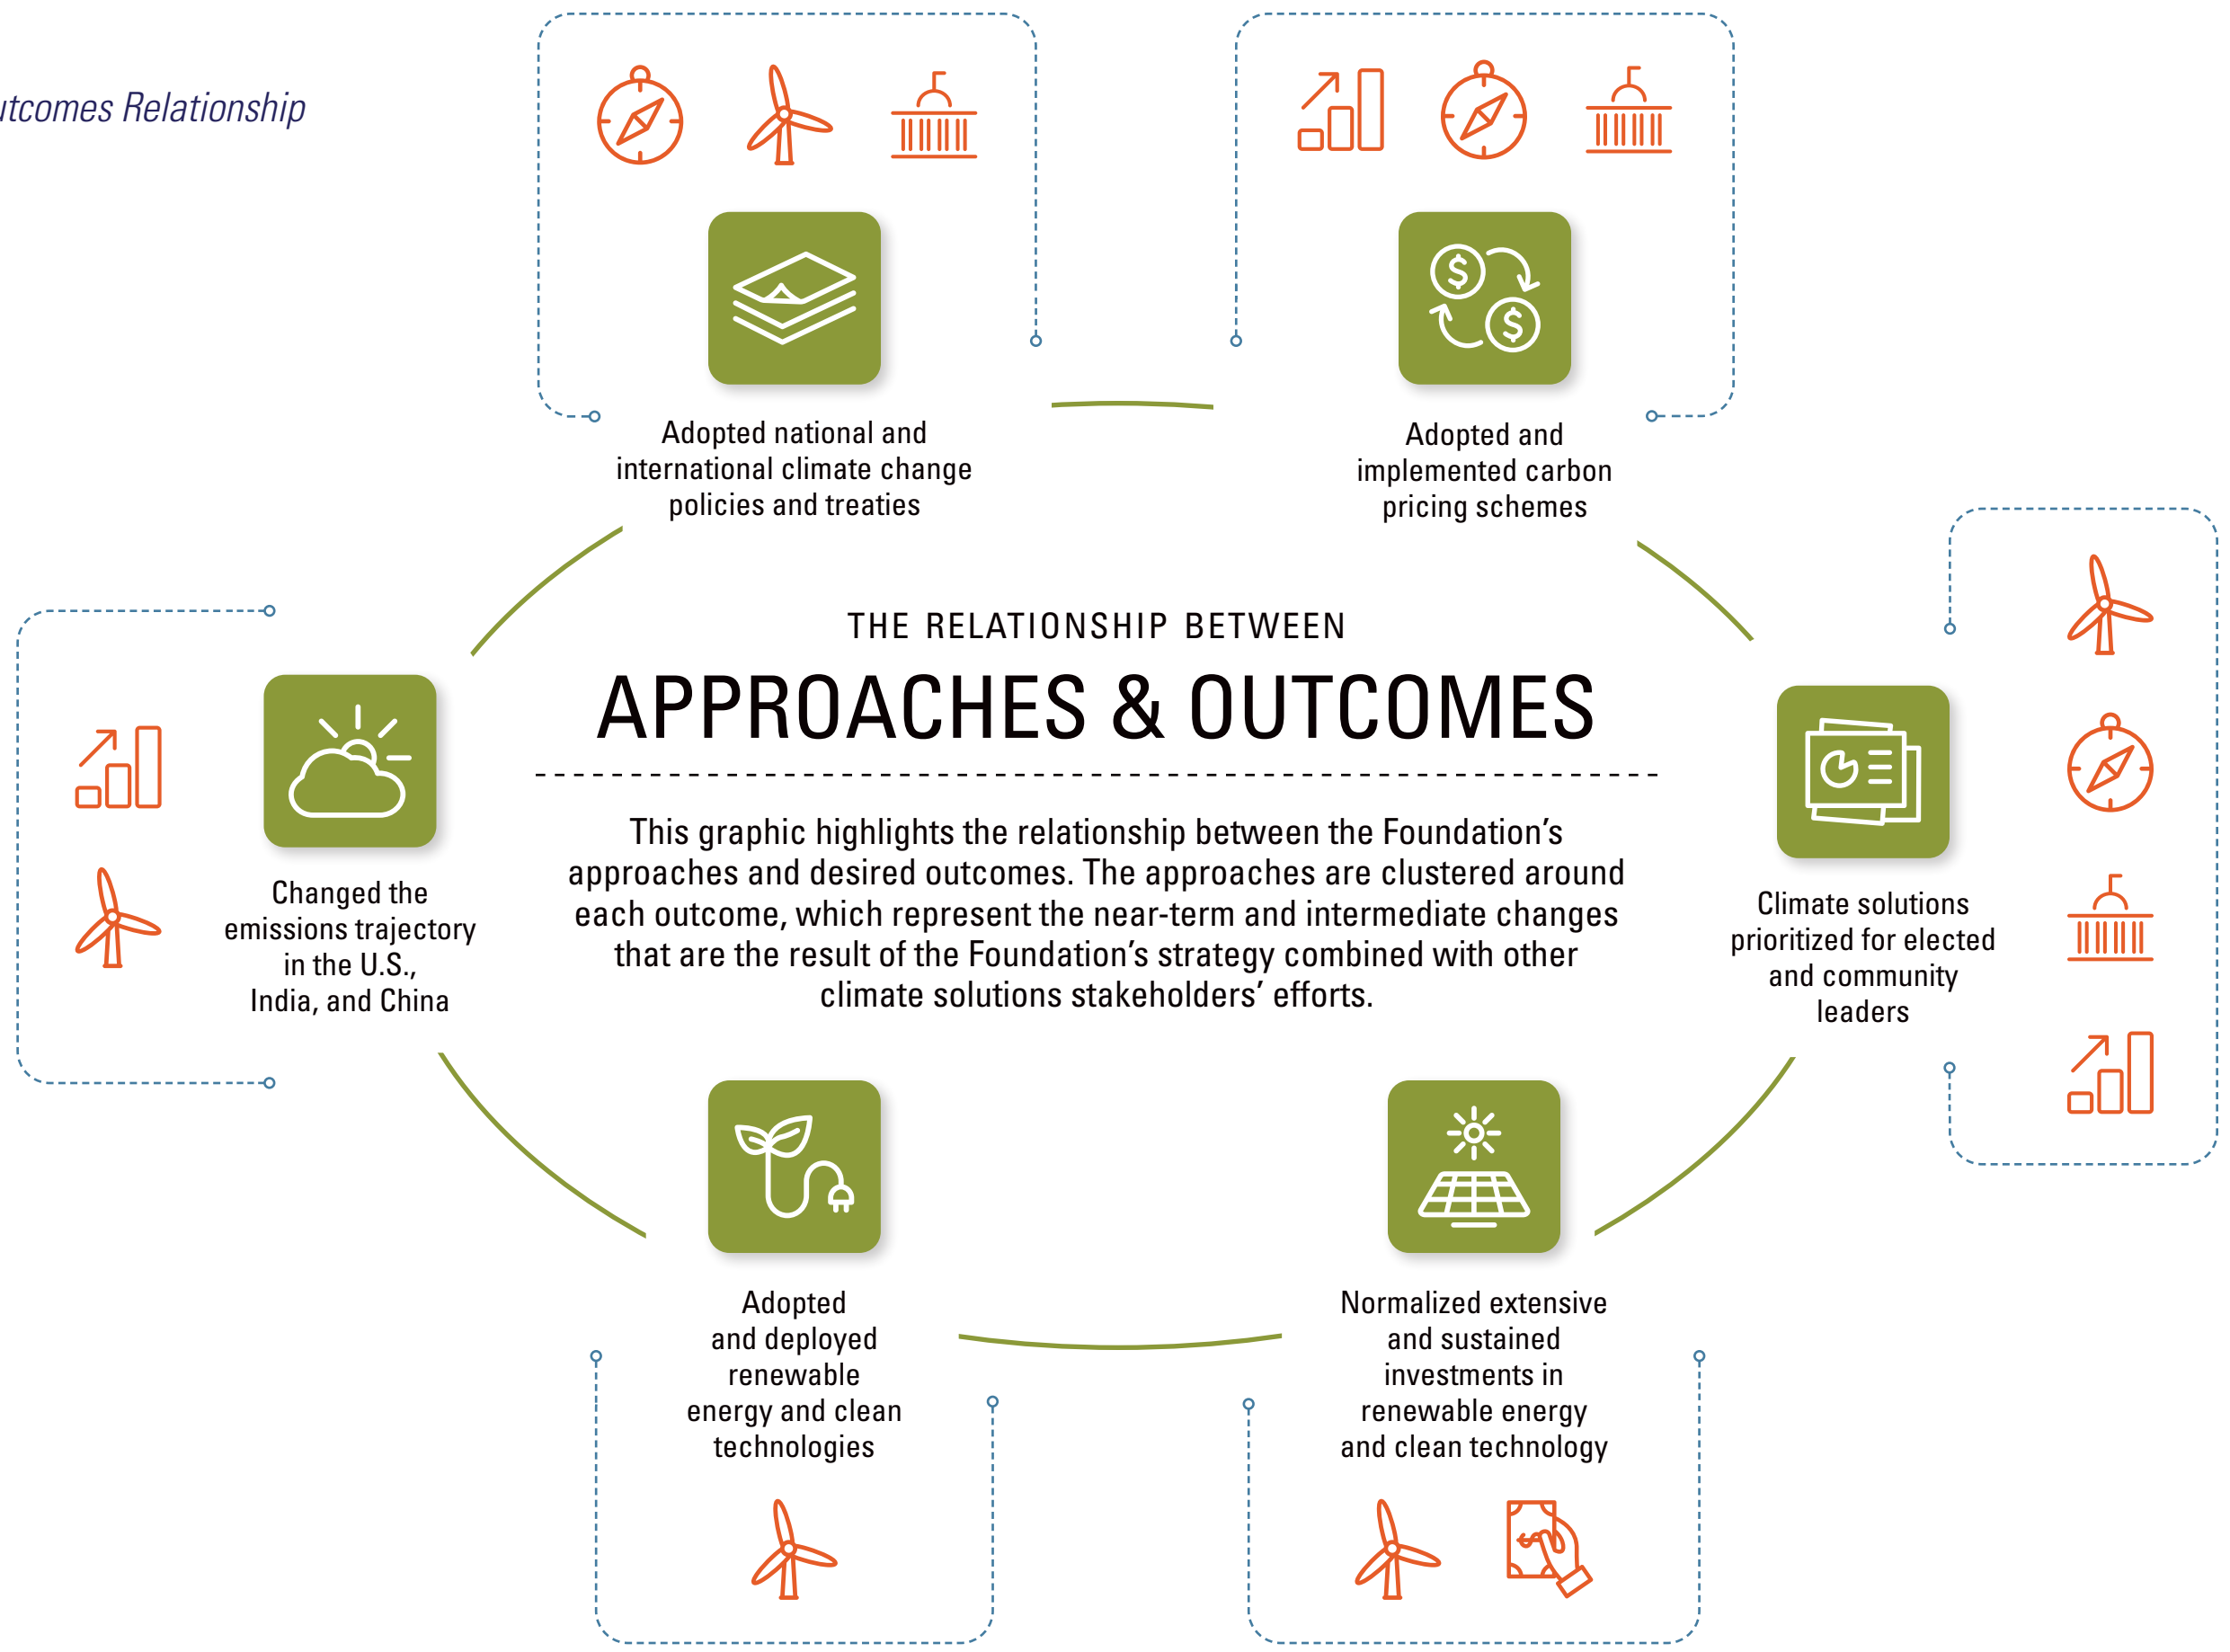 Relationship
Adopted national and
international climate change
policies and treaties
Adopted and
implemented carbon
pricing schemes
THE RELATIONSHIP BETWEEN
APPROACHES & OUTCOMES
This graphic highlights the relationship between the Foundation’s
approaches and desired outcomes. The approaches are clustered around
each outcome, which represent the near-term and intermediate changes
that are the result of the Foundation’s strategy combined with other
climate solutions stakeholders’ efforts.
Changed the
emissions trajectory
in the U.S.,
India, and China
Climate solutions
prioritized for elected
and community
leaders
Adopted
and deployed
renewable
energy and clean
technologies
Normalized extensive
and sustained
investments in
renewable energy
and clean technology